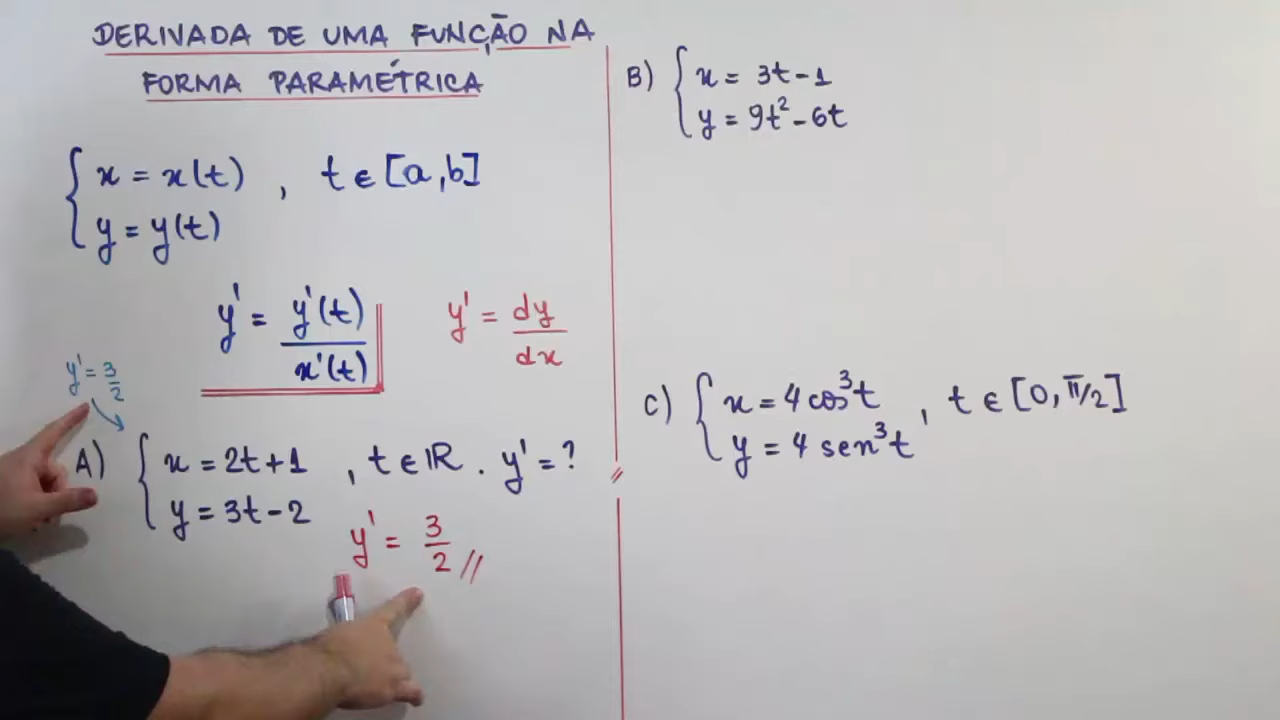 DERIVADA DE UMA FUNÇÃO NA
FORMA PARAMÉTRICA
{ x = x(t) , t ∈ [a,b]
y = y(t)
y' = y'(t)/x'(t)
y' = dy/dx
y' = 3/2
A) { x = 2t+1 , t ∈ ℝ . y' = ?
y = 3t - 2
y' = 3/2 //
B) { x = 3t - 1
y = 9t² - 6t
C) { x = 4 cos³t , t ∈ [0, π/2]
y = 4 sen³t